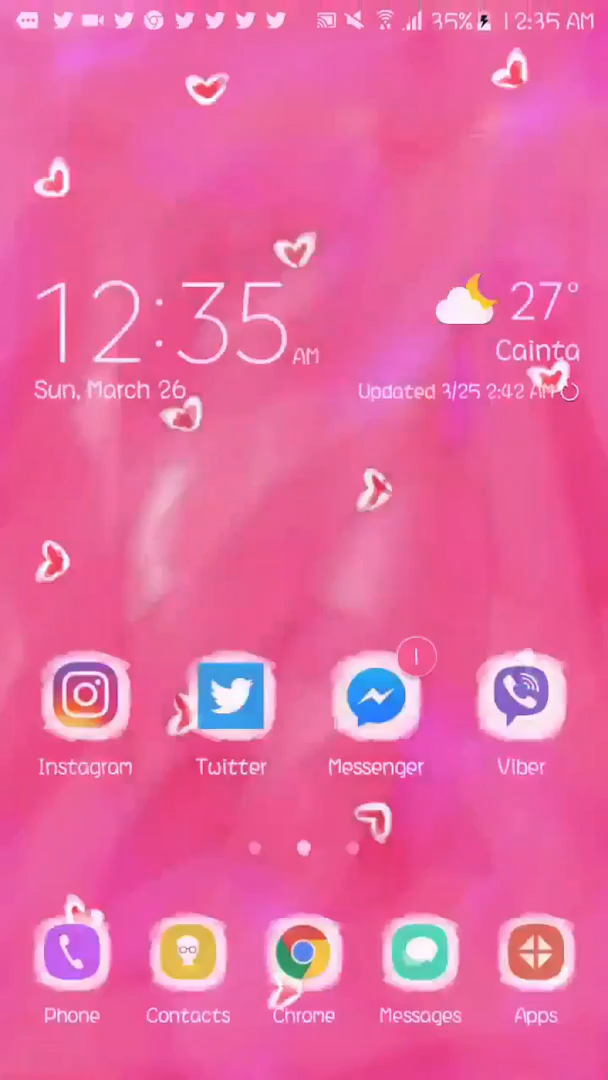 35% 12:35 AM
12:35 AM
27°
Cainta
Sun, March 26
Updated 3/25 2:42 AM
1
Instagram Twitter Messenger Viber
Phone Contacts Chrome Messages Apps